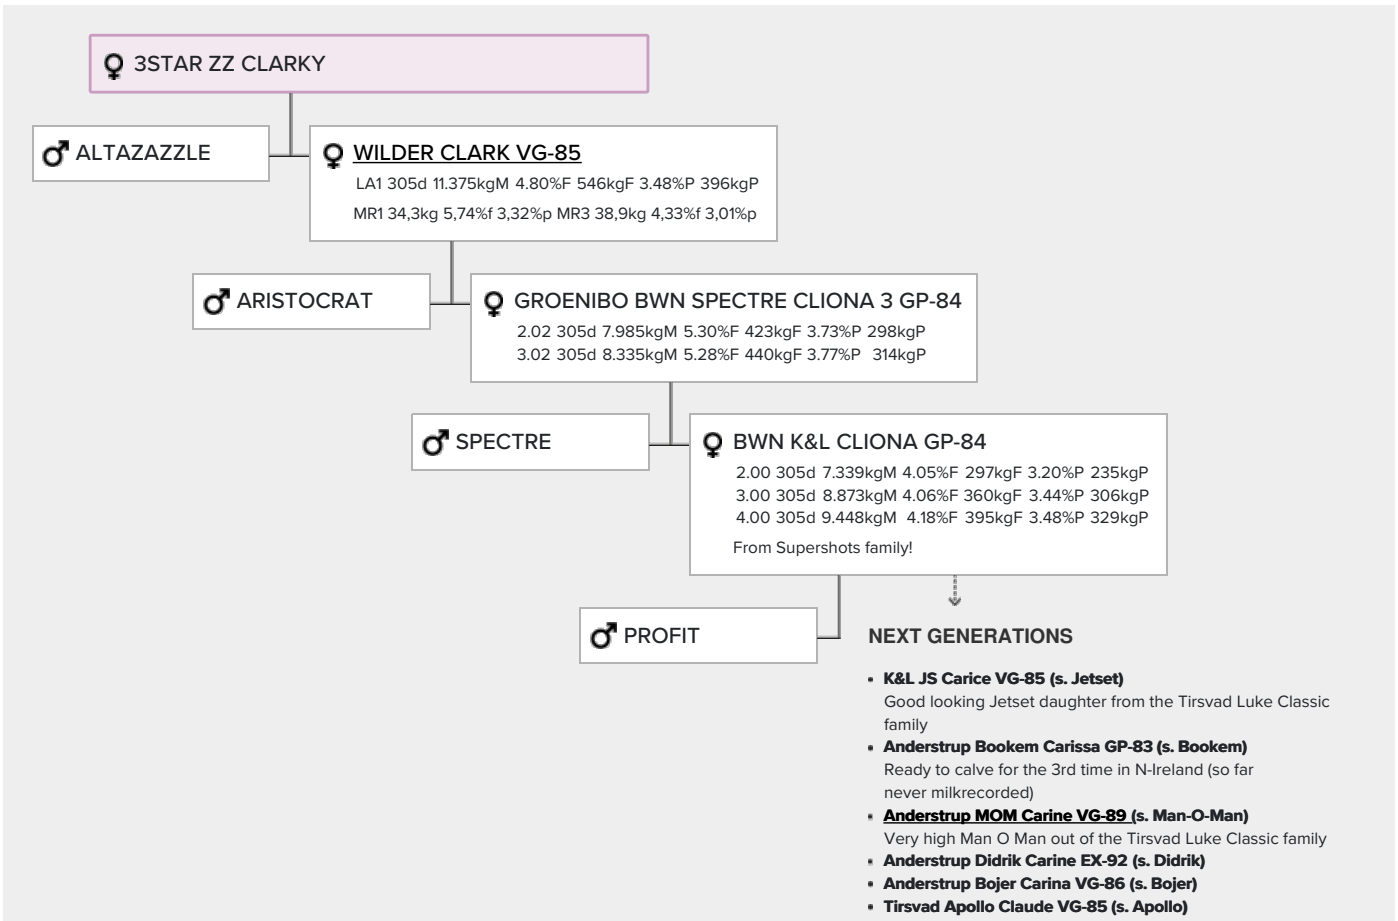 3STAR ZZ CLARKY
ALTAZAZZLE
WILDER CLARK VG-85
LA1 305d 11.375kgM 4.80%F 546kgF 3.48%P 396kgP
MR1 34,3kg 5,74%f 3,32%p MR3 38,9kg 4,33%f 3,01%p
ARISTOCRAT
GROENIBO BWN SPECTRE CLIONA 3 GP-84
2.02 305d 7.985kgM 5.30%F 423kgF 3.73%P 298kgP
3.02 305d 8.335kgM 5.28%F 440kgF 3.77%P 314kgP
SPECTRE
BWN K&L CLIONA GP-84
2.00 305d 7.339kgM 4.05%F 297kgF 3.20%P 235kgP
3.00 305d 8.873kgM 4.06%F 360kgF 3.44%P 306kgP
4.00 305d 9.448kgM 4.18%F 395kgF 3.48%P 329kgP
From Supershots family!
PROFIT
NEXT GENERATIONS
• K&L JS Carice VG-85 (s. Jetset)
Good looking Jetset daughter from the Tirsvad Luke Classic
family
• Anderstrup Bookem Carissa GP-83 (s. Bookem)
Ready to calve for the 3rd time in N-Ireland (so far
never milkrecorded)
• Anderstrup MOM Carine VG-89 (s. Man-O-Man)
Very high Man O Man out of the Tirsvad Luke Classic family
• Anderstrup Didrik Carine EX-92 (s. Didrik)
• Anderstrup Bojer Carina VG-86 (s. Bojer)
• Tirsvad Apollo Claude VG-85 (s. Apollo)